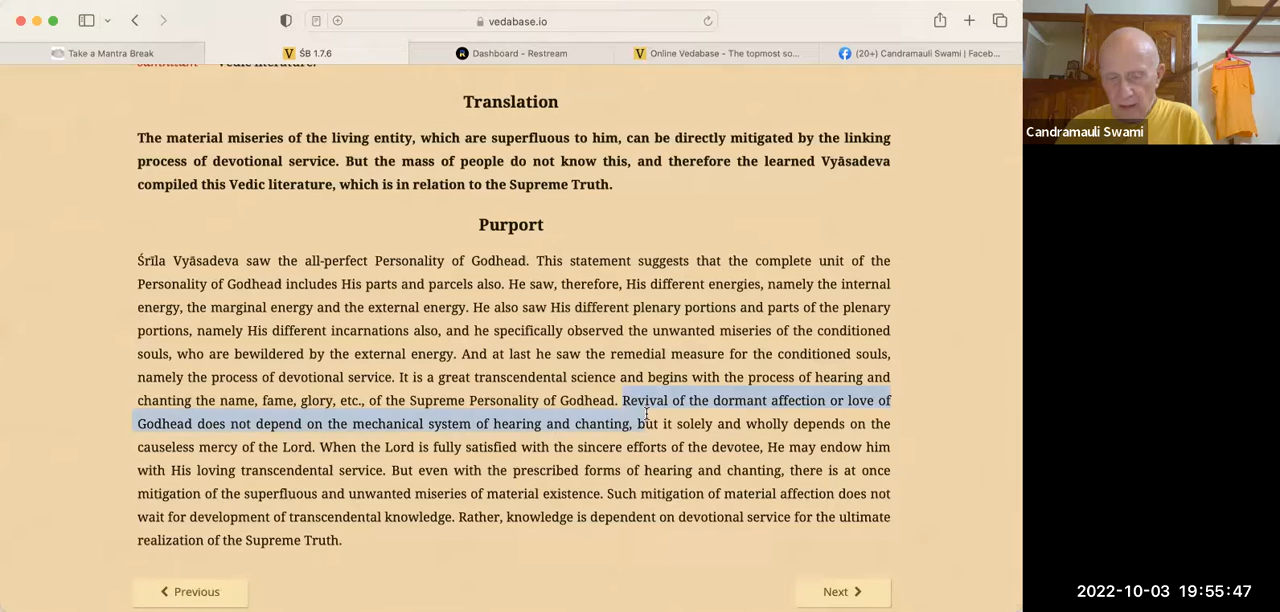 vedabase.io
Take a Mantra Break
ŚB 1.7.6
Dashboard - Restream
Online Vedabase - The topmost so...
(20+) Candramauli Swami | Faceb...
Candramauli Swami
Vedic literature.
Translation
The material miseries of the living entity, which are superfluous to him, can be directly mitigated by the linking
process of devotional service. But the mass of people do not know this, and therefore the learned Vyāsadeva
compiled this Vedic literature, which is in relation to the Supreme Truth.
Purport
Śrīla Vyāsadeva saw the all-perfect Personality of Godhead. This statement suggests that the complete unit of the
Personality of Godhead includes His parts and parcels also. He saw, therefore, His different energies, namely the internal
energy, the marginal energy and the external energy. He also saw His different plenary portions and parts of the plenary
portions, namely His different incarnations also, and he specifically observed the unwanted miseries of the conditioned
souls, who are bewildered by the external energy. And at last he saw the remedial measure for the conditioned souls,
namely the process of devotional service. It is a great transcendental science and begins with the process of hearing and
chanting the name, fame, glory, etc., of the Supreme Personality of Godhead. Revival of the dormant affection or love of
Godhead does not depend on the mechanical system of hearing and chanting, but it solely and wholly depends on the
causeless mercy of the Lord. When the Lord is fully satisfied with the sincere efforts of the devotee, He may endow him
with His loving transcendental service. But even with the prescribed forms of hearing and chanting, there is at once
mitigation of the superfluous and unwanted miseries of material existence. Such mitigation of material affection does not
wait for development of transcendental knowledge. Rather, knowledge is dependent on devotional service for the ultimate
realization of the Supreme Truth.
Previous
Next
2022-10-03 19:55:47